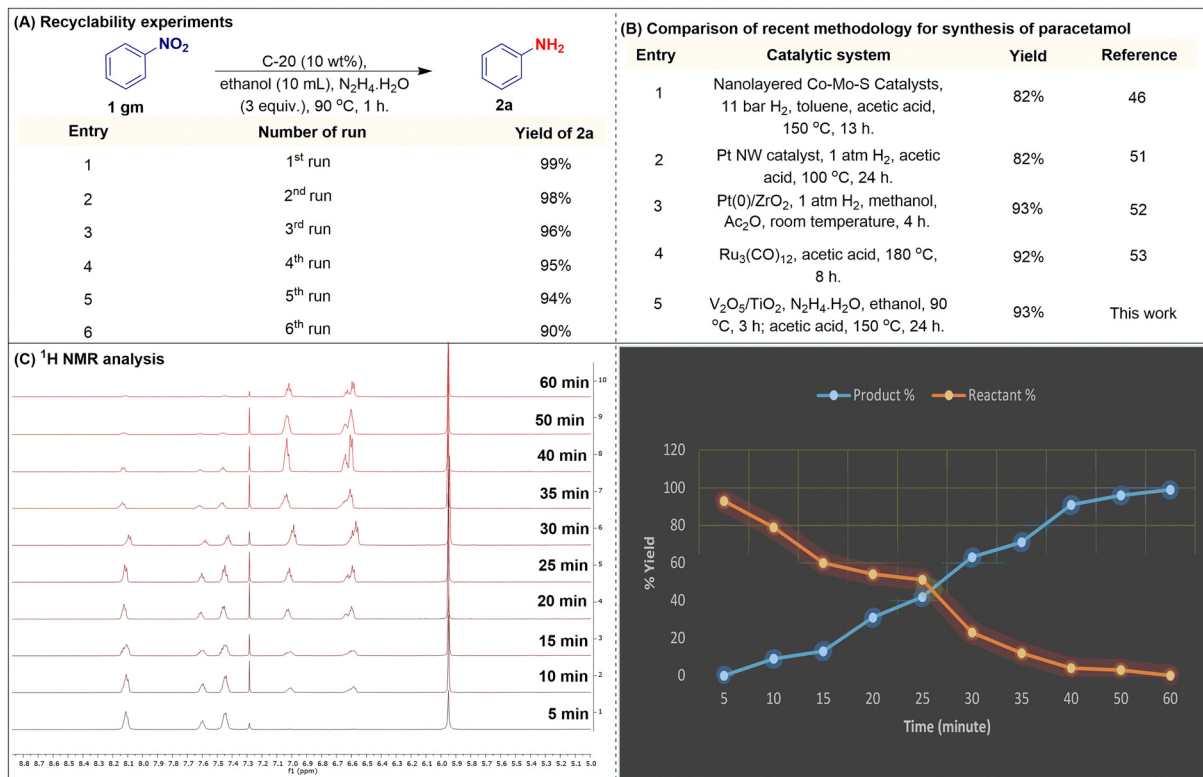 (A) Recyclability experiments
NO₂
1 gm
C-20 (10 wt%),
ethanol (10 mL), N₂H₄.H₂O
(3 equiv.), 90 °C, 1 h.
NH₂
2a
Entry Number of run Yield of 2a
1 1st run 99%
2 2nd run 98%
3 3rd run 96%
4 4th run 95%
5 5th run 94%
6 6th run 90%
(B) Comparison of recent methodology for synthesis of paracetamol
Entry Catalytic system Yield Reference
1 Nanolayered Co-Mo-S Catalysts,
11 bar H₂, toluene, acetic acid,
150 °C, 13 h.
82% 46
2 Pt NW catalyst, 1 atm H₂, acetic
acid, 100 °C, 24 h.
82% 51
3 Pt(0)/ZrO₂, 1 atm H₂, methanol,
Ac₂O, room temperature, 4 h.
93% 52
4 Ru₃(CO)₁₂, acetic acid, 180 °C,
8 h.
92% 53
5 V₂O₅/TiO₂, N₂H₄.H₂O, ethanol, 90
°C, 3 h; acetic acid, 150 °C, 24 h.
93% This work
(C) ¹H NMR analysis
60 min 10
50 min 9
40 min 8
35 min 7
30 min 6
25 min 5
20 min 4
15 min 3
10 min 2
5 min 1
8.8 8.7 8.6 8.5 8.4 8.3 8.2 8.1 8.0 7.9 7.8 7.7 7.6 7.5 7.4 7.3 7.2 7.1 7.0 6.9 6.8 6.7 6.6 6.5 6.4 6.3 6.2 6.1 6.0 5.9 5.8 5.7 5.6 5.5 5.4 5.3 5.2 5.1 5.0
f1 (ppm)
Product % Reactant %
120
100
80
60
40
20
0
% Yield
5 10 15 20 25 30 35 40 50 60
Time (minute)